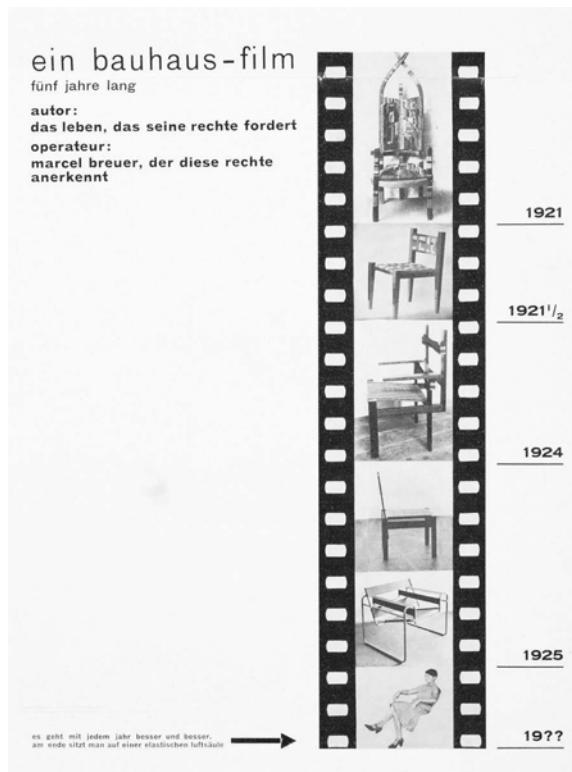 ein bauhaus-film
fünf jahre lang
autor:
das leben, das seine rechte fordert
operateur:
marcel breuer, der diese rechte
anerkennt
1921
1921½
1924
1925
19??
es geht mit jedem jahr besser und besser.
am ende sitzt man auf einer elastischen luftsäule